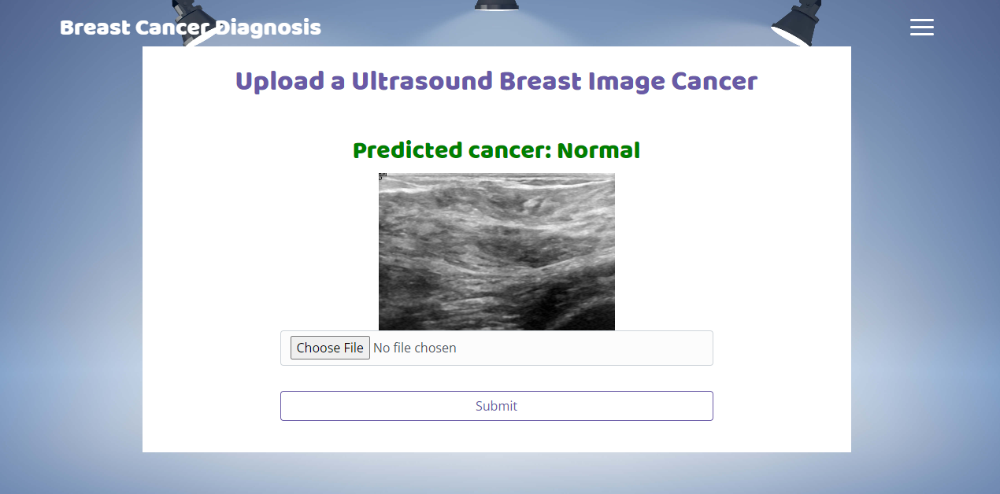 Breast Cancer Diagnosis
Upload a Ultrasound Breast Image Cancer
Predicted cancer: Normal
Choose File No file chosen
Submit